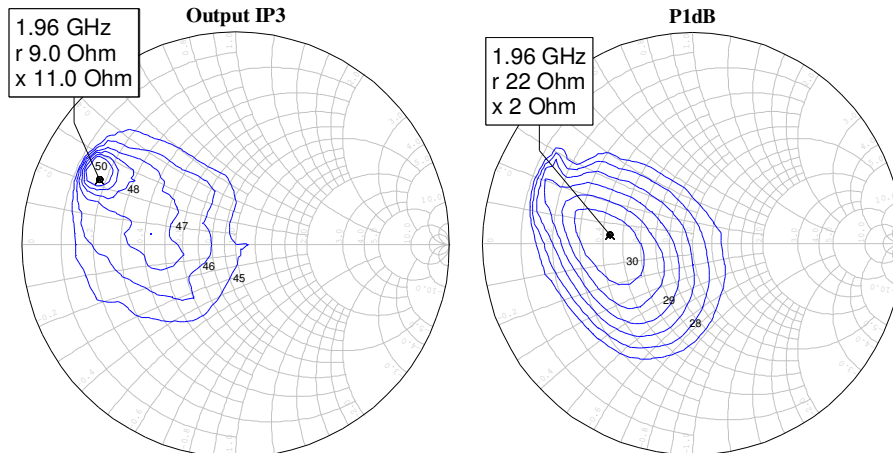 Output IP3
1.96 GHz
r 9.0 Ohm
x 11.0 Ohm
50
48
47
46
45
P1dB
1.96 GHz
r 22 Ohm
x 2 Ohm
30
29
28